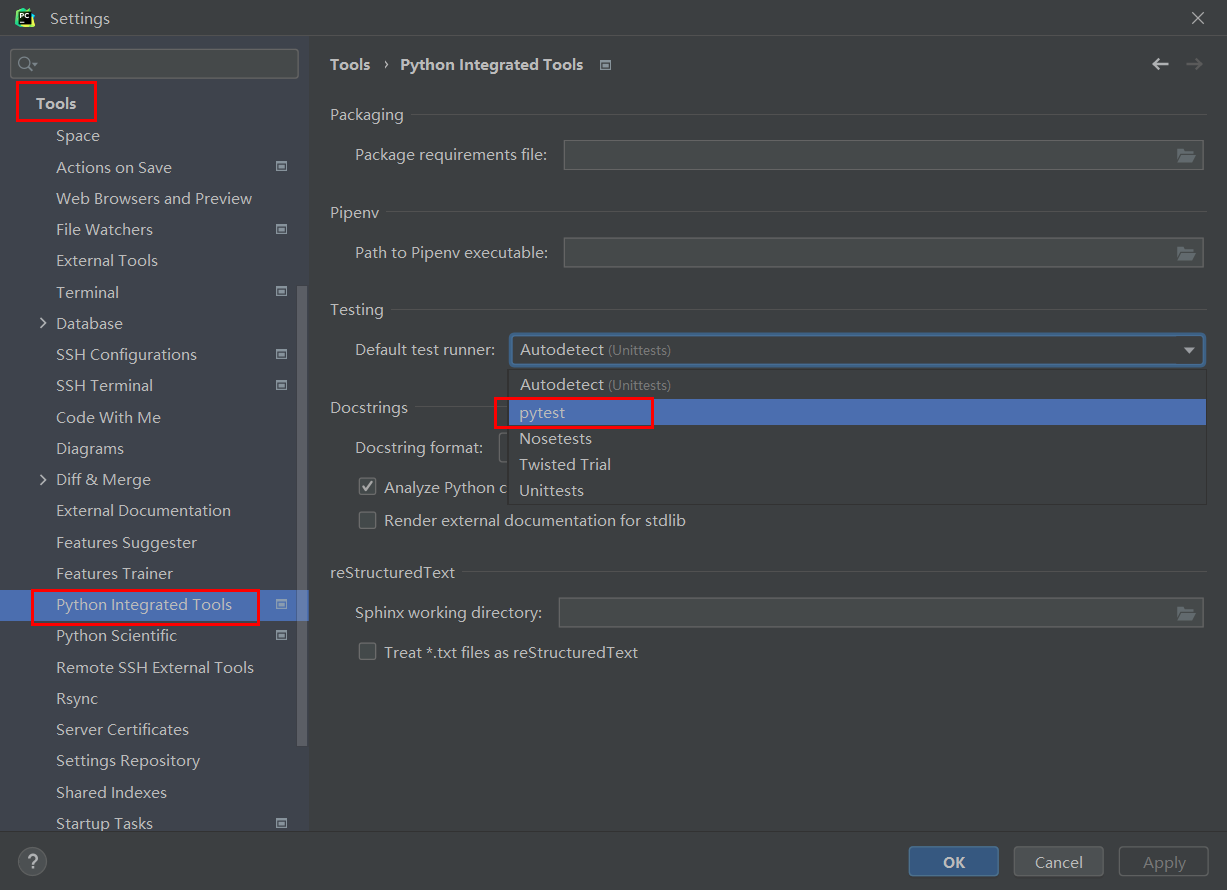 PC
Settings
Tools
Space
Actions on Save
Web Browsers and Preview
File Watchers
External Tools
Terminal
Database
SSH Configurations
SSH Terminal
Code With Me
Diagrams
Diff & Merge
External Documentation
Features Suggester
Features Trainer
Python Integrated Tools
Python Scientific
Remote SSH External Tools
Rsync
Server Certificates
Settings Repository
Shared Indexes
Startup Tasks
Tools › Python Integrated Tools
Packaging
Package requirements file:
Pipenv
Path to Pipenv executable:
Testing
Default test runner: Autodetect (Unittests)
Autodetect (Unittests)
pytest
Nosetests
Twisted Trial
Unittests
Docstrings
Docstring format:
Analyze Python c
Render external documentation for stdlib
reStructuredText
Sphinx working directory:
Treat *.txt files as reStructuredText
?
OK Cancel Apply